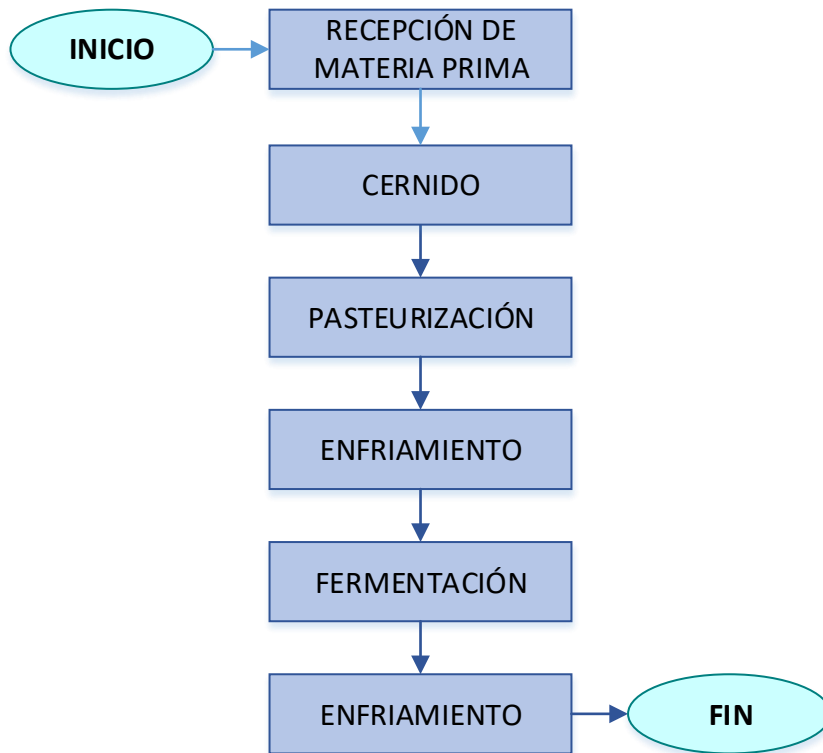 INICIO
RECEPCIÓN DE
MATERIA PRIMA
CERNIDO
PASTEURIZACIÓN
ENFRIAMIENTO
FERMENTACIÓN
ENFRIAMIENTO
FIN